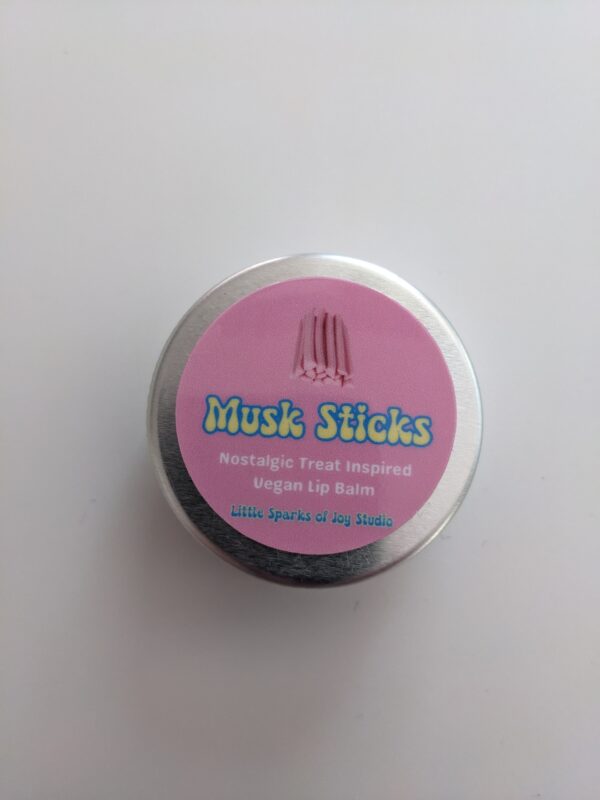 Musk Sticks
Nostalgic Treat Inspired
Vegan Lip Balm
Little Sparks of Joy Studio